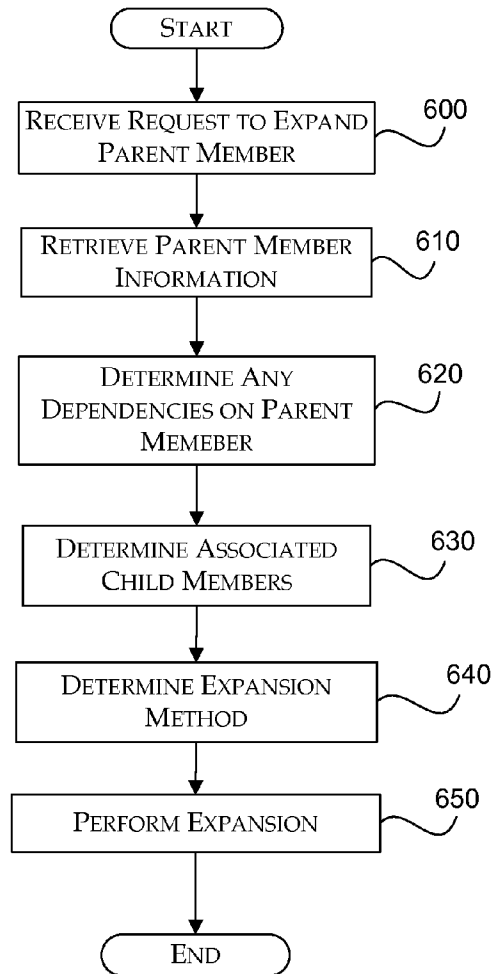 START
RECEIVE REQUEST TO EXPAND
PARENT MEMBER
600
RETRIEVE PARENT MEMBER
INFORMATION
610
DETERMINE ANY
DEPENDENCIES ON PARENT
MEMEBER
620
DETERMINE ASSOCIATED
CHILD MEMBERS
630
DETERMINE EXPANSION
METHOD
640
PERFORM EXPANSION
650
END